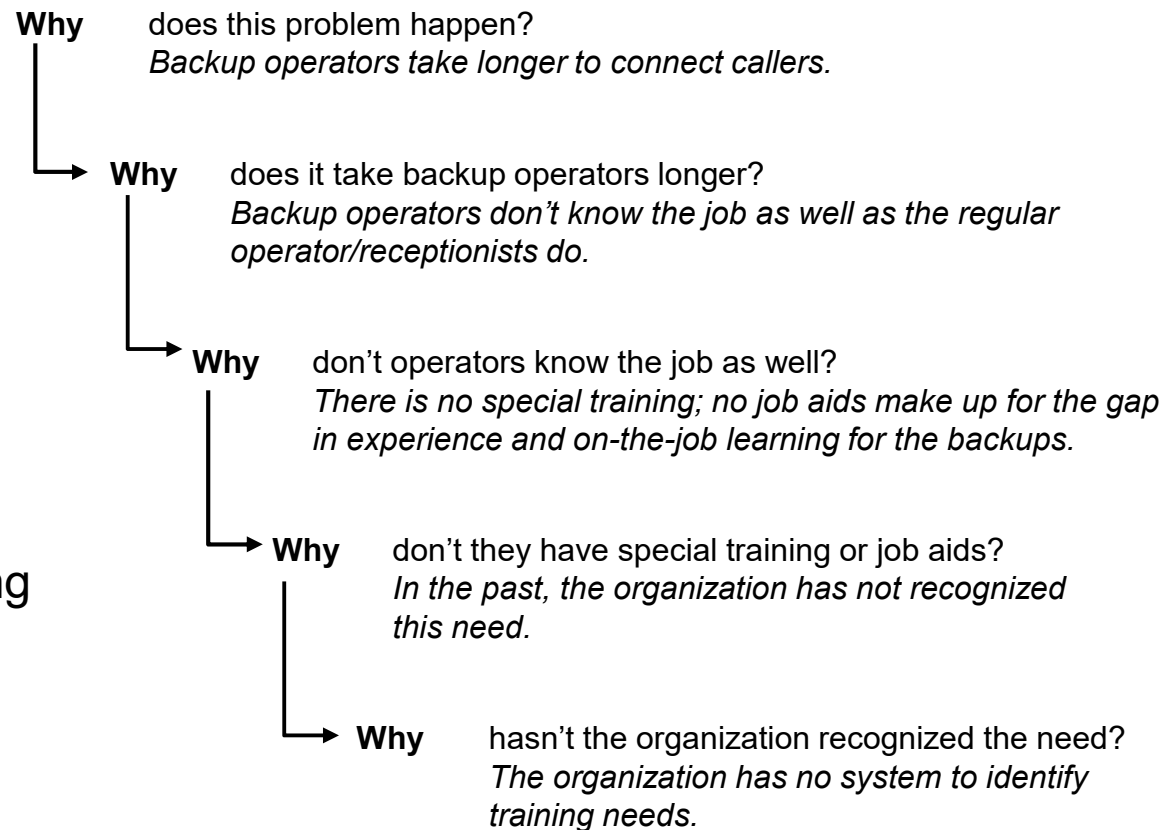 Why does this problem happen?
Backup operators take longer to connect callers.
Why does it take backup operators longer?
Backup operators don’t know the job as well as the regular
operator/receptionists do.
Why don’t operators know the job as well?
There is no special training; no job aids make up for the gap
in experience and on-the-job learning for the backups.
Why don’t they have special training or job aids?
In the past, the organization has not recognized
this need.
Why hasn’t the organization recognized the need?
The organization has no system to identify
training needs.